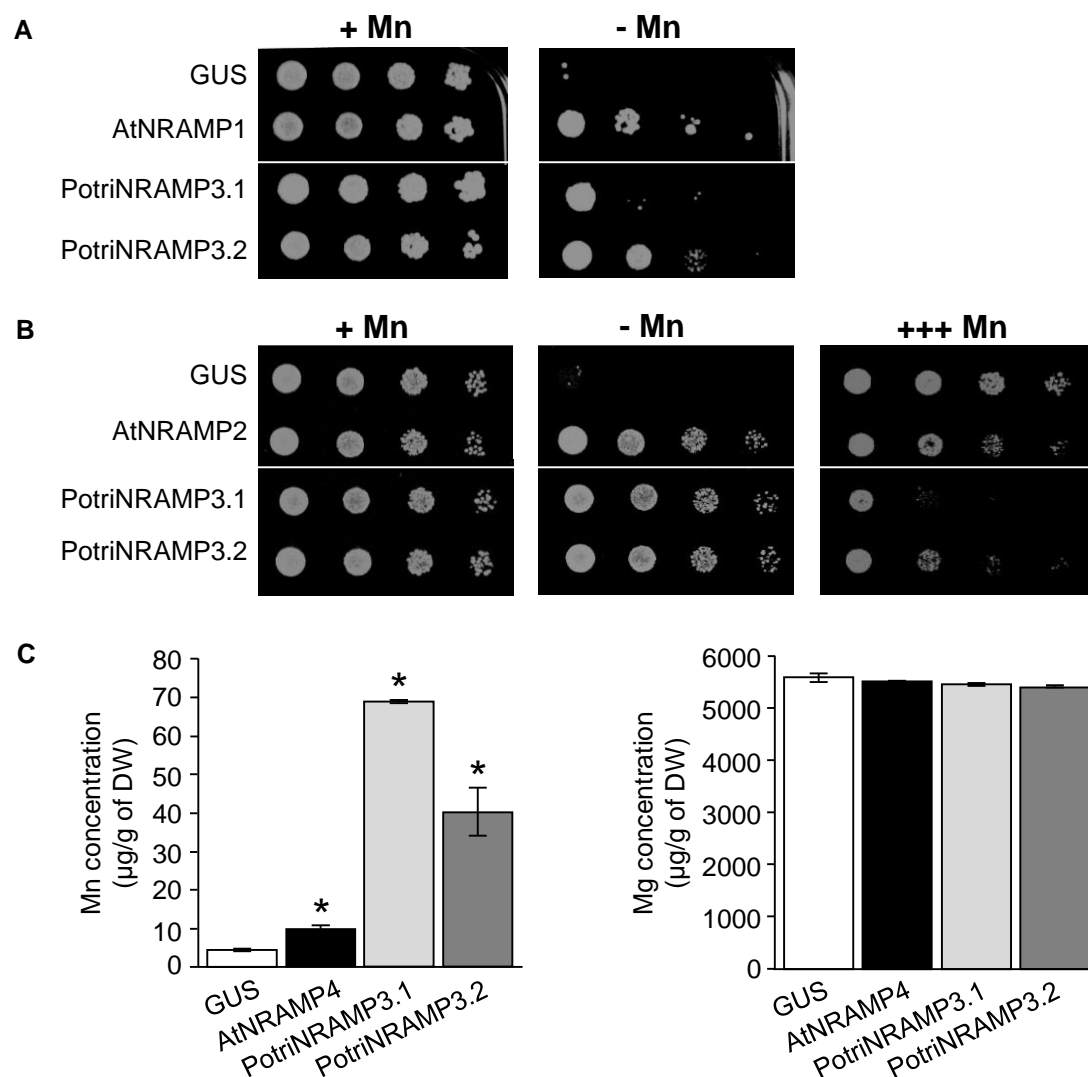 A
+ Mn
- Mn
GUS
AtNRAMP1
PotriNRAMP3.1
PotriNRAMP3.2
B
+ Mn
- Mn
+++ Mn
GUS
AtNRAMP2
PotriNRAMP3.1
PotriNRAMP3.2
C
Mn concentration
(µg/g of DW)
80
70
60
50
40
30
20
10
0
*
*
*
GUS
AtNRAMP4
PotriNRAMP3.1
PotriNRAMP3.2
Mg concentration
(µg/g of DW)
6000
5000
4000
3000
2000
1000
0
GUS
AtNRAMP4
PotriNRAMP3.1
PotriNRAMP3.2